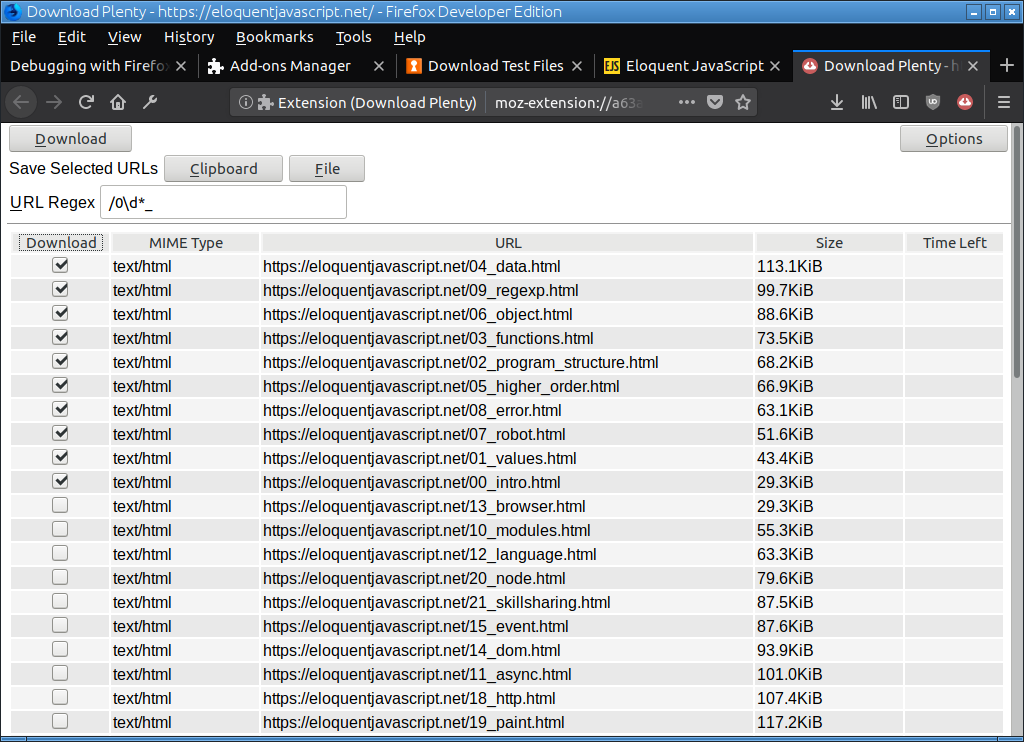 Download Plenty - https://eloquentjavascript.net/ - Firefox Developer Edition
File Edit View History Bookmarks Tools Help
Debugging with Firefox Add-ons Manager Download Test Files EJS Eloquent JavaScript Download Plenty - h
Extension (Download Plenty) moz-extension://a63a
Download Options
Save Selected URLs Clipboard File
URL Regex /0\d*_
Download MIME Type URL Size Time Left
text/html https://eloquentjavascript.net/04_data.html 113.1KiB
text/html https://eloquentjavascript.net/09_regexp.html 99.7KiB
text/html https://eloquentjavascript.net/06_object.html 88.6KiB
text/html https://eloquentjavascript.net/03_functions.html 73.5KiB
text/html https://eloquentjavascript.net/02_program_structure.html 68.2KiB
text/html https://eloquentjavascript.net/05_higher_order.html 66.9KiB
text/html https://eloquentjavascript.net/08_error.html 63.1KiB
text/html https://eloquentjavascript.net/07_robot.html 51.6KiB
text/html https://eloquentjavascript.net/01_values.html 43.4KiB
text/html https://eloquentjavascript.net/00_intro.html 29.3KiB
text/html https://eloquentjavascript.net/13_browser.html 29.3KiB
text/html https://eloquentjavascript.net/10_modules.html 55.3KiB
text/html https://eloquentjavascript.net/12_language.html 63.3KiB
text/html https://eloquentjavascript.net/20_node.html 79.6KiB
text/html https://eloquentjavascript.net/21_skillsharing.html 87.5KiB
text/html https://eloquentjavascript.net/15_event.html 87.6KiB
text/html https://eloquentjavascript.net/14_dom.html 93.9KiB
text/html https://eloquentjavascript.net/11_async.html 101.0KiB
text/html https://eloquentjavascript.net/18_http.html 107.4KiB
text/html https://eloquentjavascript.net/19_paint.html 117.2KiB